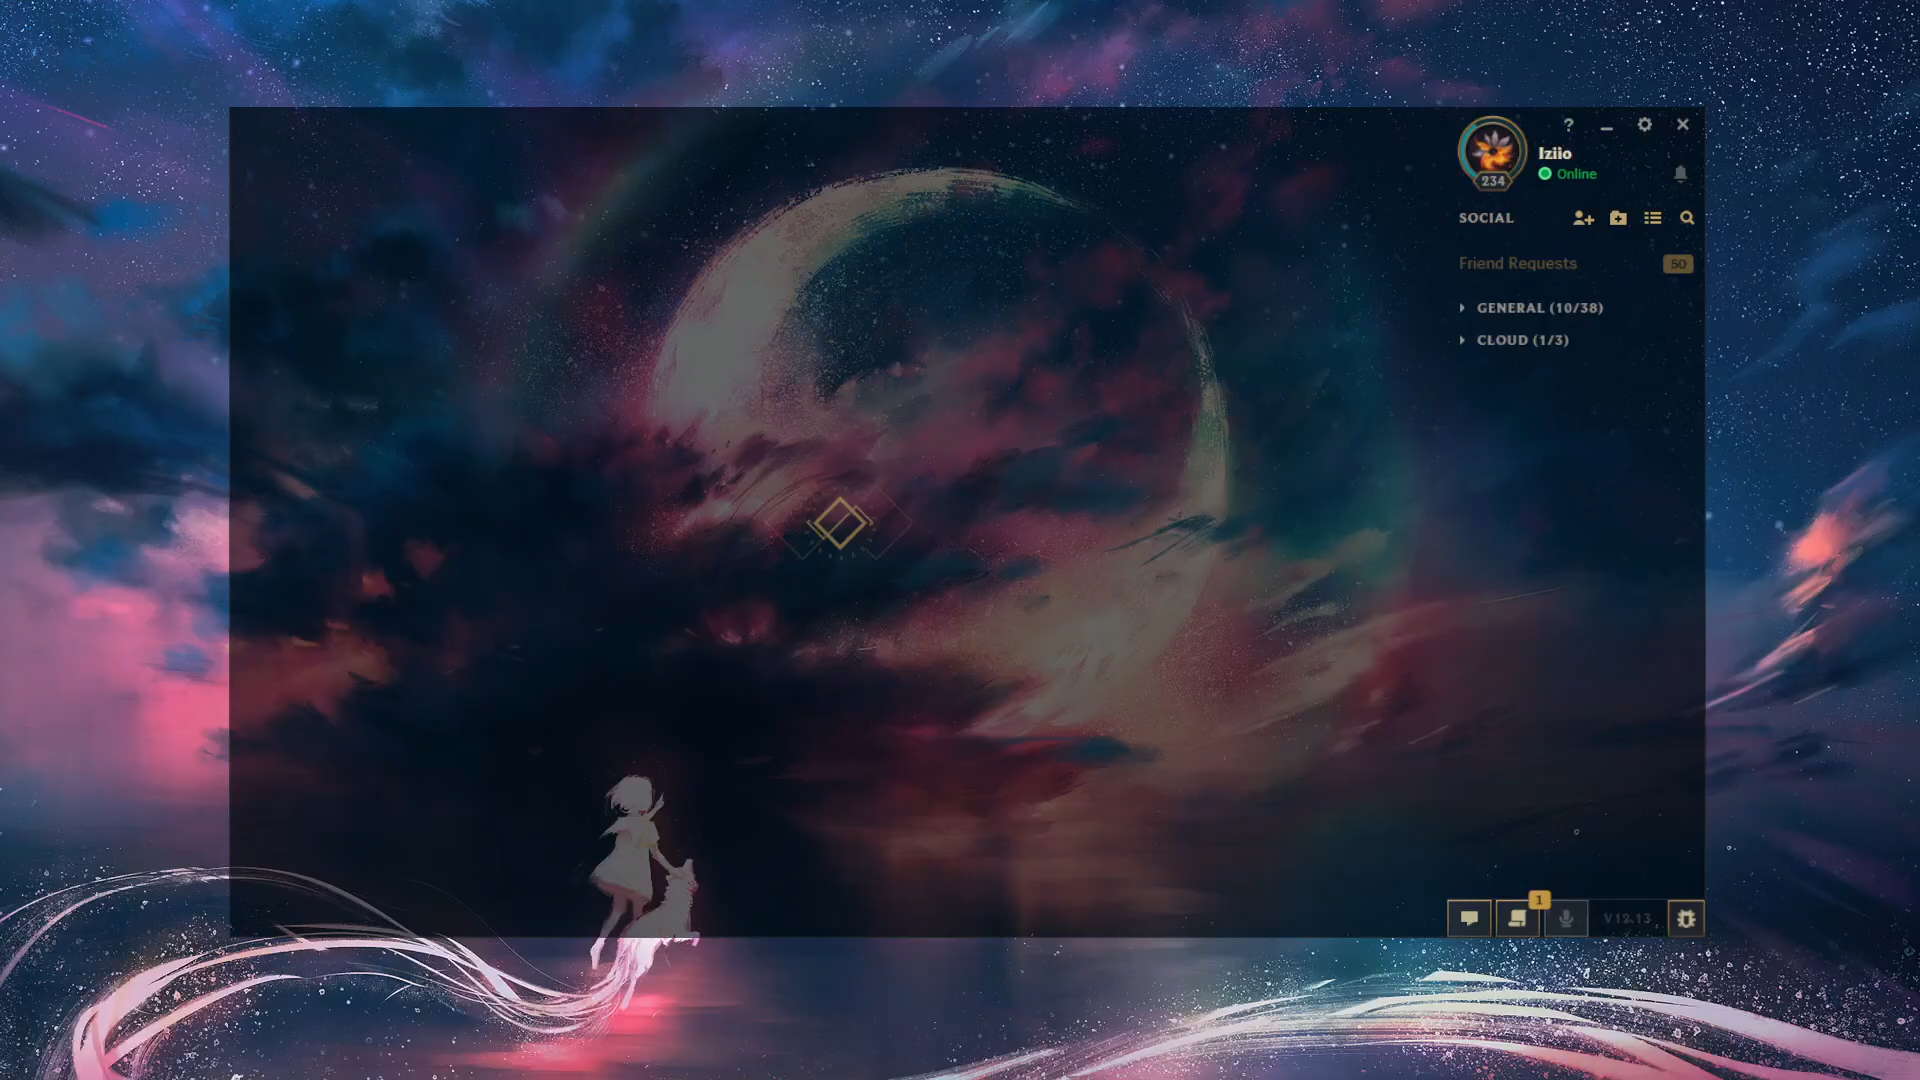 ?
Iziio
Online
234
SOCIAL
Friend Requests
50
GENERAL (10/38)
CLOUD (1/3)
1
V12.13